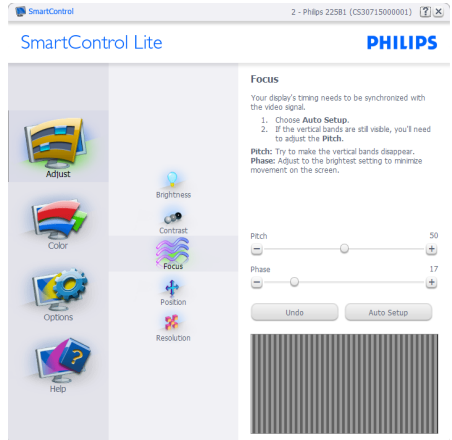 SmartControl
2 - Philips 225B1 (CS30715000001)
?
SmartControl Lite
PHILIPS
Adjust
Color
Options
Help
Brightness
Contrast
Focus
Position
Resolution
Focus
Your display's timing needs to be synchronized with
the video signal.
1. Choose Auto Setup.
2. If the vertical bands are still visible, you'll need
to adjust the Pitch.
Pitch: Try to make the vertical bands disappear.
Phase: Adjust to the brightest setting to minimize
movement on the screen.
Pitch 50
Phase 17
Undo Auto Setup